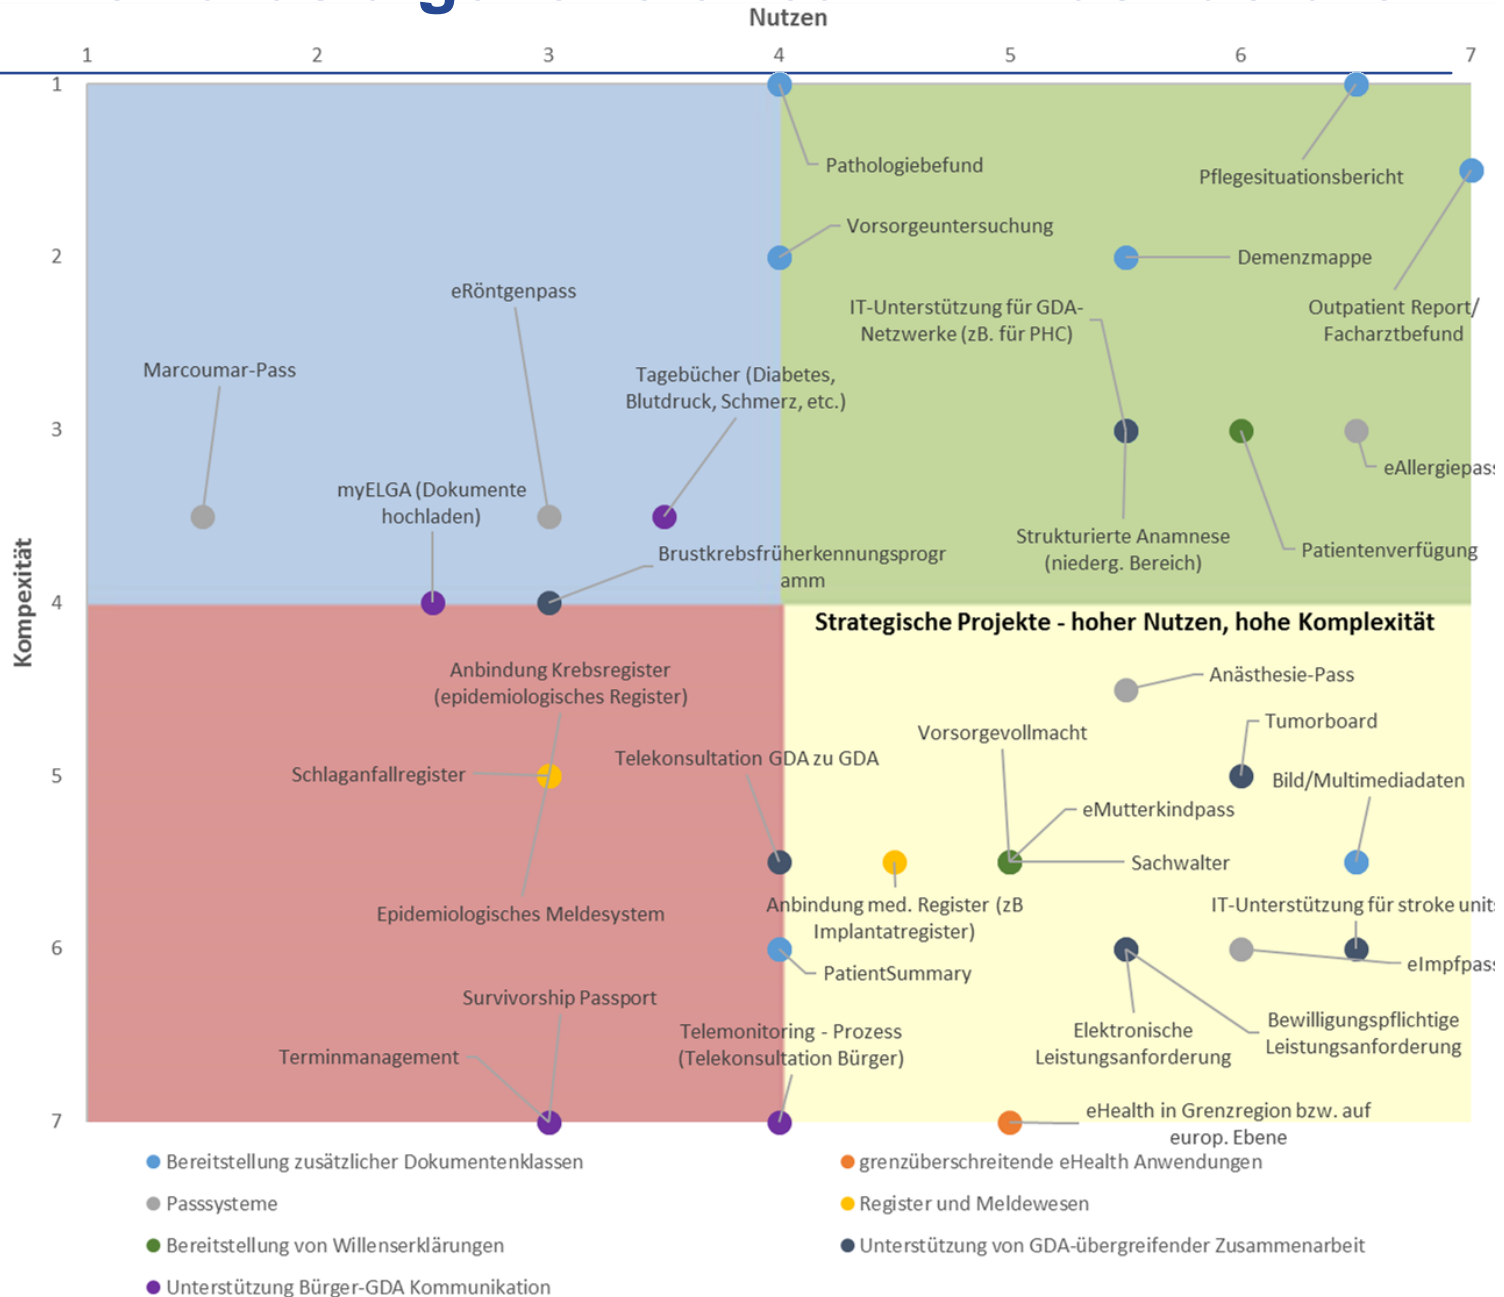 Nutzen
1 2 3 4 5 6 7
Kompexität
1
2
3
4
5
6
7
Pathologiebefund
Pflegesituationsbericht
Vorsorgeuntersuchung
Demenzmappe
eRöntgenpass
IT-Unterstützung für GDA-
Netzwerke (zB. für PHC)
Outpatient Report/
Facharztbefund
Marcoumar-Pass
Tagebücher (Diabetes,
Blutdruck, Schmerz, etc.)
eAllergiepass
myELGA (Dokumente
hochladen)
Strukturierte Anamnese
(niederg. Bereich)
Patientenverfügung
Brustkrebsfrüherkennungsprogr
amm
Strategische Projekte - hoher Nutzen, hohe Komplexität
Anbindung Krebsregister
(epidemiologisches Register)
Anästhesie-Pass
Tumorboard
Vorsorgevollmacht
Telekonsultation GDA zu GDA
Schlaganfallregister
Bild/Multimediadaten
eMutterkindpass
Sachwalter
Epidemiologisches Meldesystem
Anbindung med. Register (zB
Implantatregister)
IT-Unterstützung für stroke units
PatientSummary
eImpfpass
Survivorship Passport
Terminmanagement
Telemonitoring - Prozess
(Telekonsultation Bürger)
Elektronische
Leistungsanforderung
Bewilligungspflichtige
Leistungsanforderung
eHealth in Grenzregion bzw. auf
europ. Ebene
Bereitstellung zusätzlicher Dokumentenklassen
grenzüberschreitende eHealth Anwendungen
Passsysteme
Register und Meldewesen
Bereitstellung von Willenserklärungen
Unterstützung von GDA-übergreifender Zusammenarbeit
Unterstützung Bürger-GDA Kommunikation